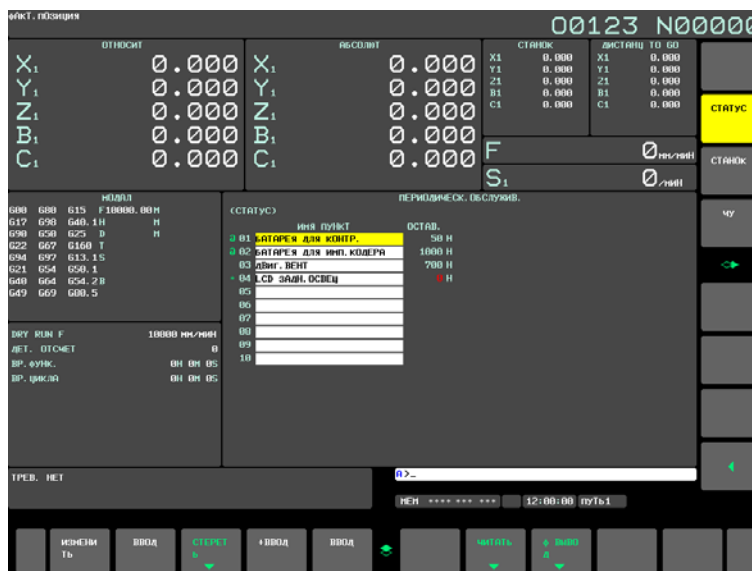 фАКТ. ПОЗИЦИЯ
O0123 N00000
ОТНОСИТ
АБСОЛЮТ
СТАНОК
ДИСТАНЦ TO GO
X1 0.000 X1 0.000 X1 0.000 X1 0.000
Y1 0.000 Y1 0.000 Y1 0.000 Y1 0.000
Z1 0.000 Z1 0.000 Z1 0.000 Z1 0.000
B1 0.000 B1 0.000 B1 0.000 B1 0.000
C1 0.000 C1 0.000 C1 0.000 C1 0.000
F 0 ММ/МИН
S1 0 /МИН
СТАТУС
СТАНОК
ЧУ
МОДАЛ
G00 G80 G15 F10000.00 M
G17 G98 G40.1 H M
G90 G50 G25 D M
G22 G67 G160 T
G94 G97 G13.1 S
G21 G54 G50.1
G40 G64 G54.2 B
G49 G69 G80.5
ПЕРИОДИЧЕСК. ОБСЛУЖИВ.
(СТАТУС)
ИМЯ ПУНКТ ОСТАВ.
01 БАТАРЕЯ ДЛЯ КОНТР. 50 H
02 БАТАРЕЯ ДЛЯ ИМП. КОДЕРА 1000 H
03 дВИГ. ВЕНТ 700 H
04 LCD ЗАДН. ОСВЕЩ 0 H
05
06
07
08
09
10
DRY RUN F 10000 ММ/МИН
ДЕТ. ОТСЧЕТ 0
ВР. фУНК. 0H 0M 0S
ВР. ЦИКЛА 0H 0M 0S
ТРЕВ. НЕТ
A>_
МЕМ **** *** ***
12:00:00
ПУТЬ1
ИЗМЕНИ
ТЬ
ВВОД
СТЕРЕТ
Ь
+ВВОД
ВВОД
ЧИТАТЬ
ф ВЫВО
Д